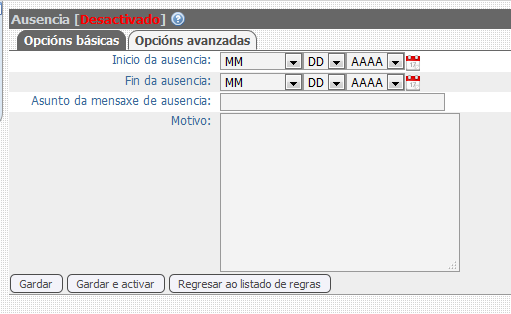 Ausencia [Desactivado] ?
Opcións básicas Opcións avanzadas
Inicio da ausencia: MM DD AAAA
Fin da ausencia: MM DD AAAA
Asunto da mensaxe de ausencia:
Motivo:
Gardar Gardar e activar Regresar ao listado de regras